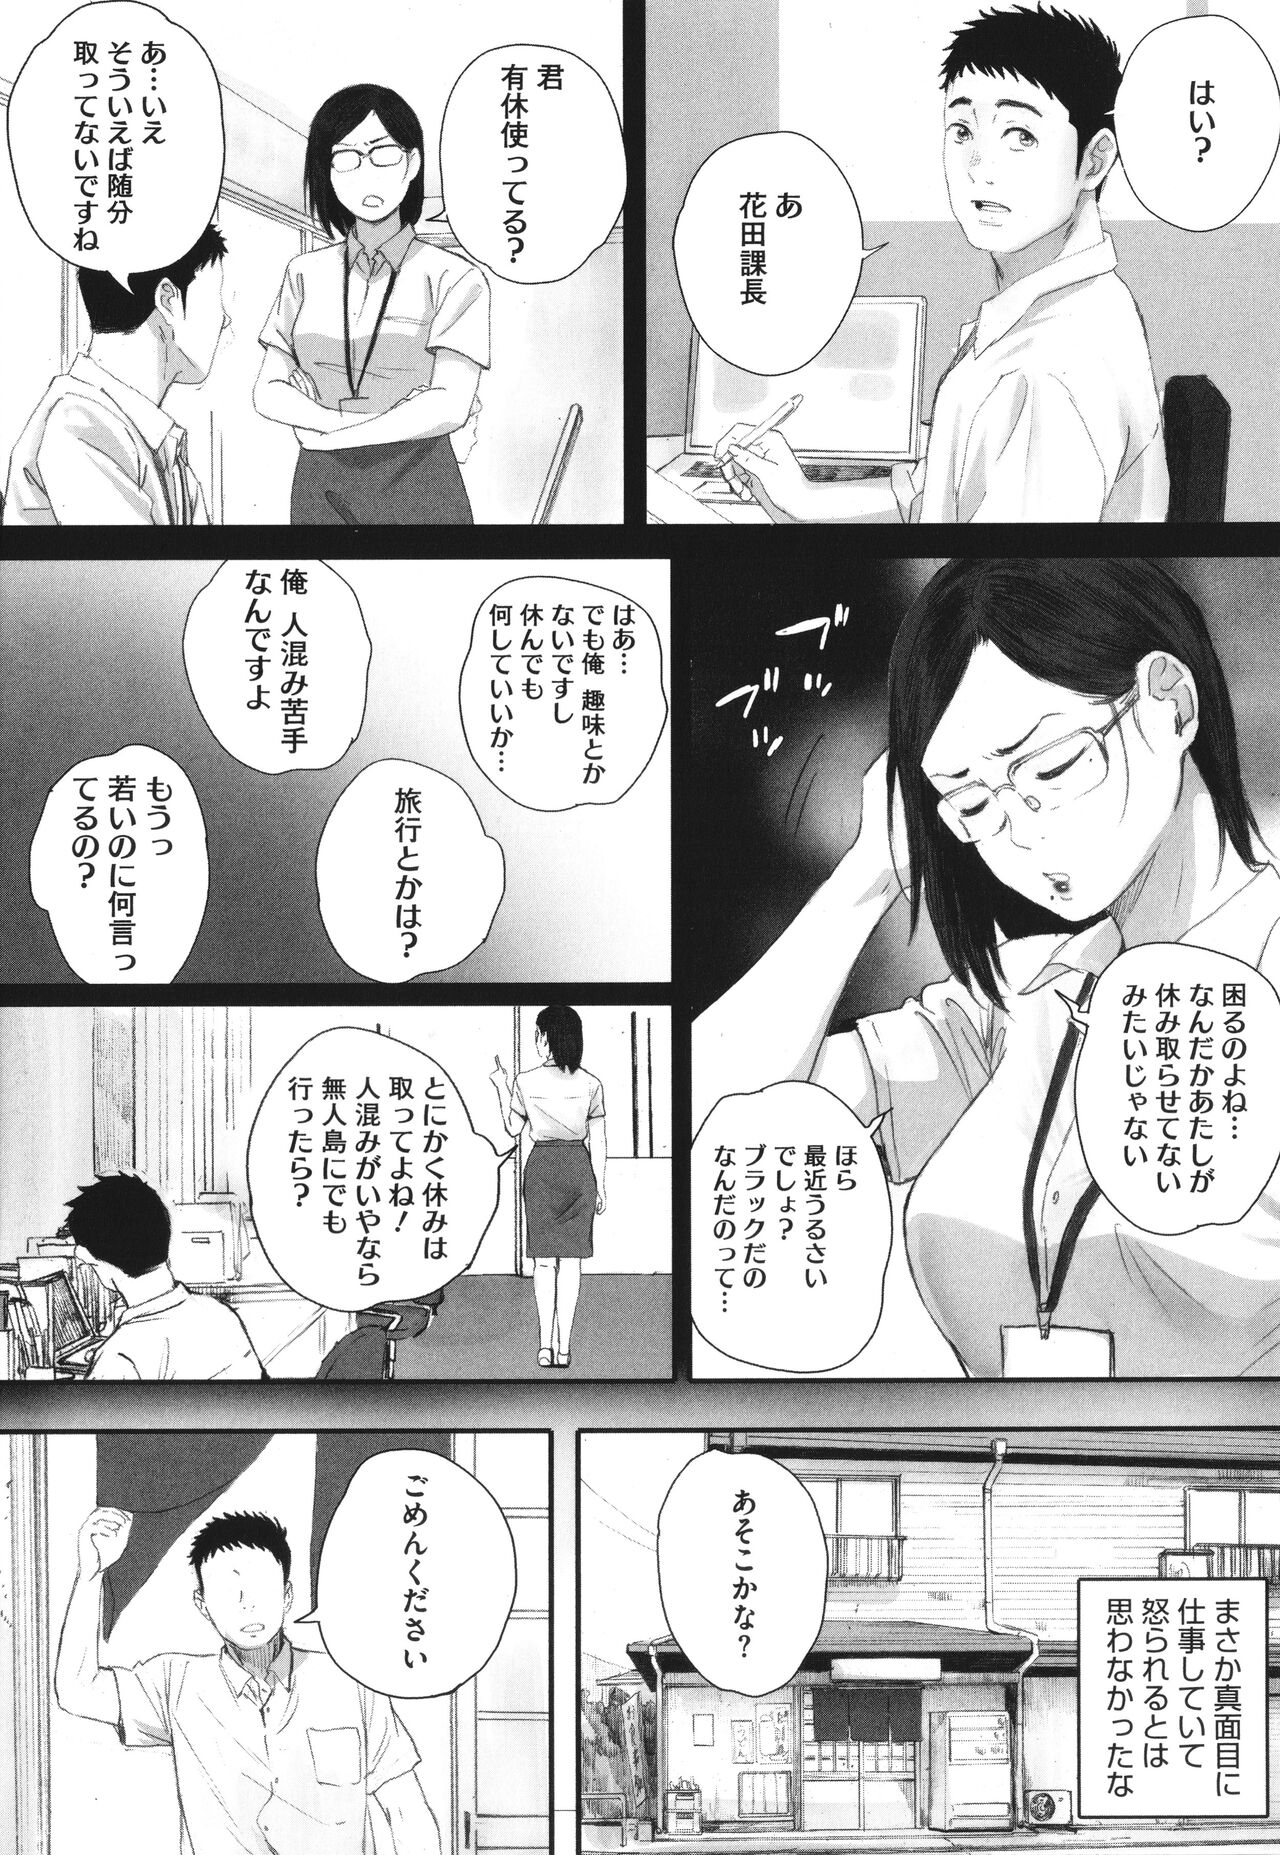 はい？
あ
花田課長
君
有休使ってる？
あ…いえ
そういえば随分
取ってないですね
困るのよね…
なんだかあたしが
休み取らせてない
みたいじゃない
ほら
最近うるさい
でしょ？
ブラックだの
なんだのって…
はぁ…
でも俺 趣味とか
ないですし
休んでも
何していいか…
旅行とかは？
俺 人混み苦手
なんですよ
もうっ
若いのに何言っ
てるの？
とにかく休みは
取ってよね！
人混みがいやなら
無人島にでも
行ったら？
まさか真面目に
仕事していて
怒られるとは
思わなかったな
あそこかな？
ごめんください